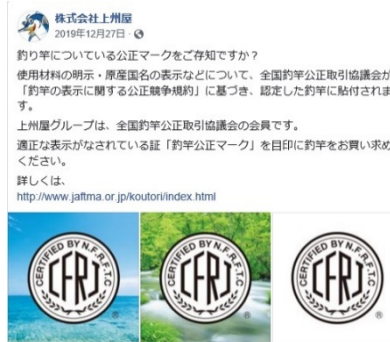 株式会社上州屋
2019年12月27日
釣り竿についている公正マークをご存知ですか？
使用材料の明示・原産国名の表示などについて、全国釣竿公正取引協議会が
「釣竿の表示に関する公正競争規約」に基づき、認定した釣竿に貼付されま
す。
上州屋グループは、全国釣竿公正取引協議会の会員です。
適正な表示がなされている証「釣竿公正マーク」を目印に釣竿をお買い求め
ください。
詳しくは、
http://www.jaftma.or.jp/koutori/index.html
CERTIFIED BY N.F.R.F.T.C
CFRJ
®
CERTIFIED BY N.F.R.F.T.C
CFRJ
®
CERTIFIED BY N.F.R.F.T.C
CFRJ
®